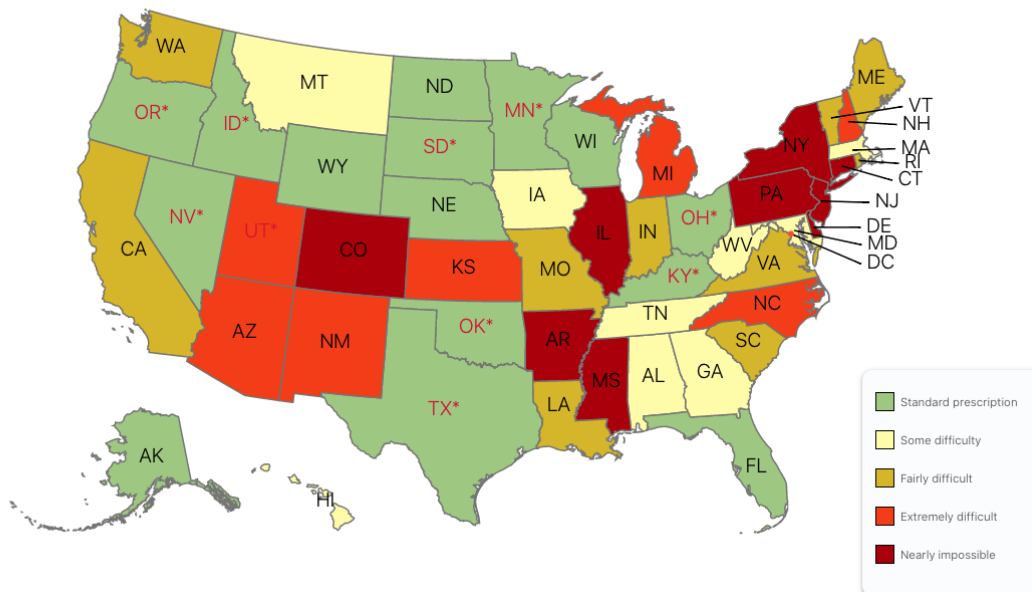 WA
MT
ND
MN*
OR*
ID*
SD*
WI
WY
NE
IA
MI
NY
ME
VT
NH
MA
RI
CT
NJ
PA
DE
MD
DC
NV*
UT*
CO
KS
MO
IL
IN
OH*
WV
VA
KY*
CA
AZ
NM
OK*
AR
TN
NC
SC
TX*
LA
MS
AL
GA
FL
AK
HI
Standard prescription
Some difficulty
Fairly difficult
Extremely difficult
Nearly impossible